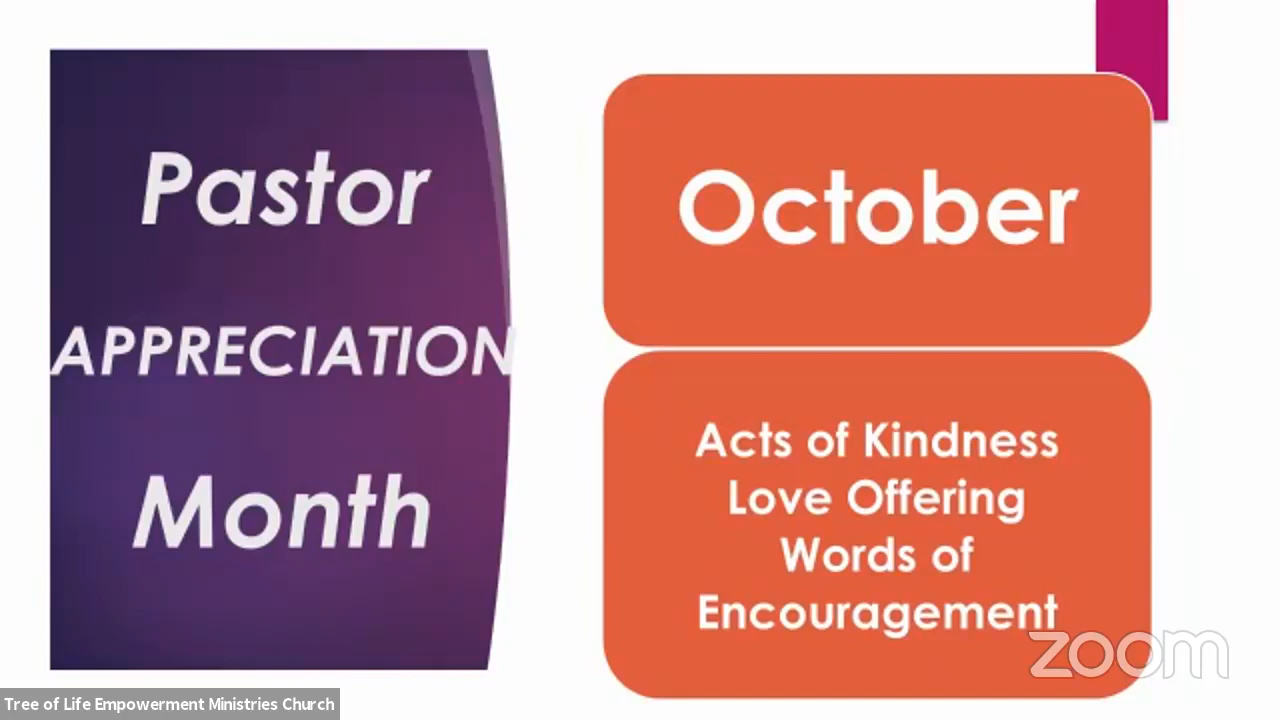 Pastor
APPRECIATION
Month
October
Acts of Kindness
Love Offering
Words of
Encouragement
zoom
Tree of Life Empowerment Ministries Church